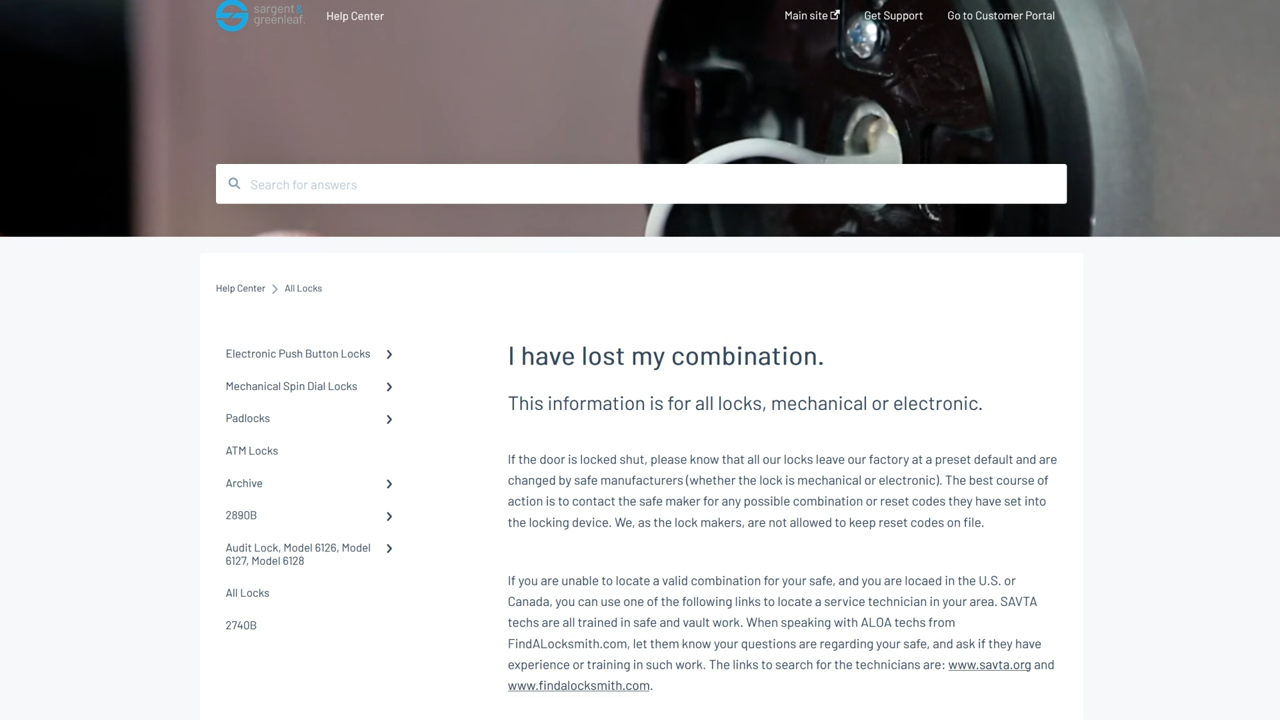 sargent&
greenleaf.
Help Center
Main site
Get Support
Go to Customer Portal
Search for answers
Help Center
All Locks
Electronic Push Button Locks
Mechanical Spin Dial Locks
Padlocks
ATM Locks
Archive
2890B
Audit Lock, Model 6126, Model
6127, Model 6128
All Locks
2740B
I have lost my combination.
This information is for all locks, mechanical or electronic.
If the door is locked shut, please know that all our locks leave our factory at a preset default and are
changed by safe manufacturers (whether the lock is mechanical or electronic). The best course of
action is to contact the safe maker for any possible combination or reset codes they have set into
the locking device. We, as the lock makers, are not allowed to keep reset codes on file.
If you are unable to locate a valid combination for your safe, and you are locaed in the U.S. or
Canada, you can use one of the following links to locate a service technician in your area. SAVTA
techs are all trained in safe and vault work. When speaking with ALOA techs from
FindALocksmith.com, let them know your questions are regarding your safe, and ask if they have
experience or training in such work. The links to search for the technicians are: www.savta.org and
www.findalocksmith.com.